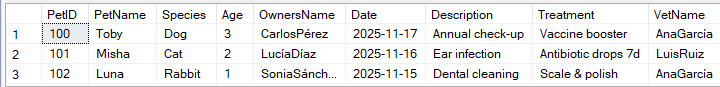 PetID PetName Species Age OwnersName Date Description Treatment VetName
1 100 Toby Dog 3 CarlosPérez 2025-11-17 Annual check-up Vaccine booster AnaGarcía
2 101 Misha Cat 2 LucíaDíaz 2025-11-16 Ear infection Antibiotic drops 7d LuisRuiz
3 102 Luna Rabbit 1 SoniaSánch... 2025-11-15 Dental cleaning Scale & polish AnaGarcía